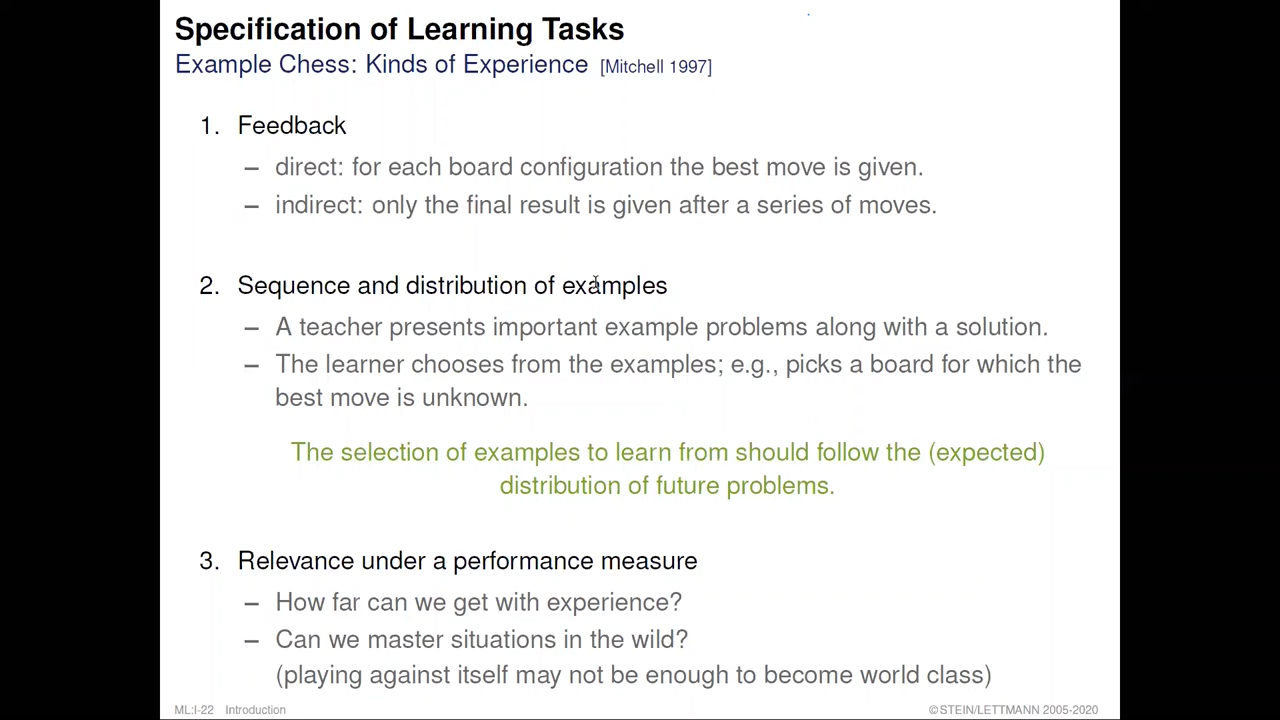 Specification of Learning Tasks
Example Chess: Kinds of Experience [Mitchell 1997]
1. Feedback
– direct: for each board configuration the best move is given.
– indirect: only the final result is given after a series of moves.
2. Sequence and distribution of examples
– A teacher presents important example problems along with a solution.
– The learner chooses from the examples; e.g., picks a board for which the
best move is unknown.
The selection of examples to learn from should follow the (expected)
distribution of future problems.
3. Relevance under a performance measure
– How far can we get with experience?
– Can we master situations in the wild?
(playing against itself may not be enough to become world class)
ML:I-22 Introduction ©STEIN/LETTMANN 2005-2020